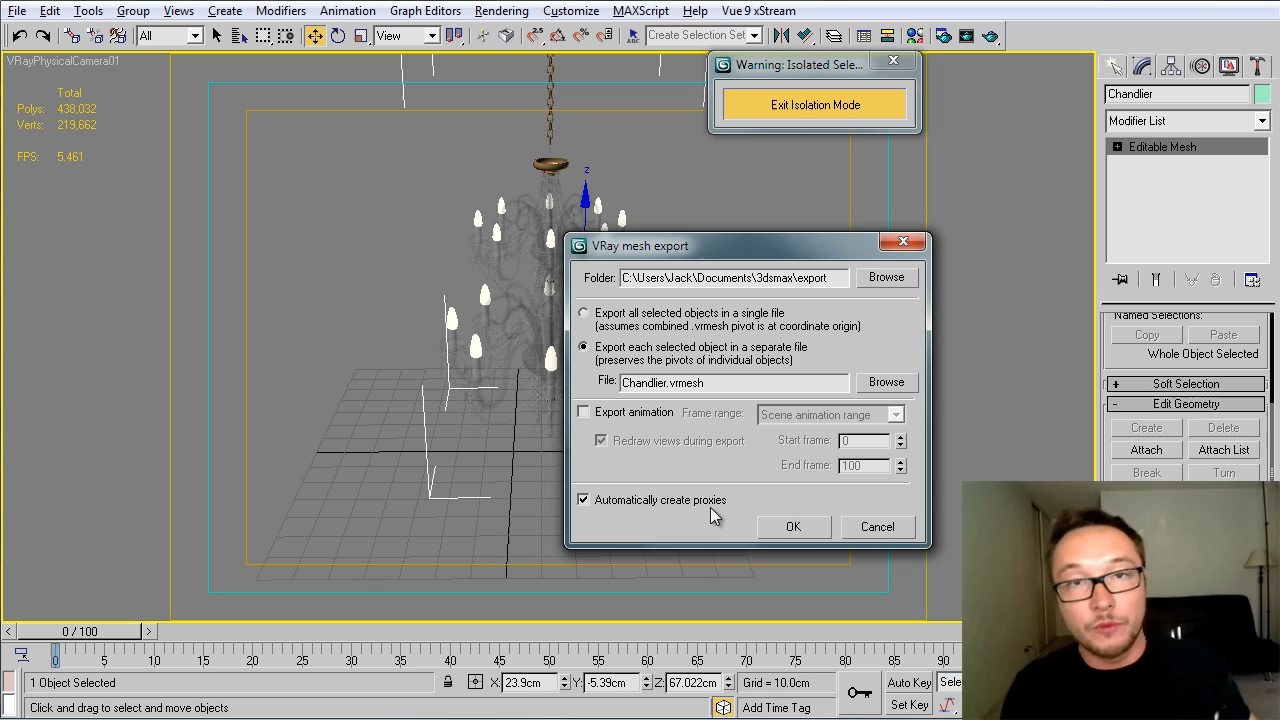 File Edit Tools Group Views Create Modifiers Animation Graph Editors Rendering Customize MAXScript Help Vue 9 xStream
All View Create Selection Set
VRayPhysicalCamera01
Total
Polys: 438,032
Verts: 219,662
FPS: 5.461
Warning: Isolated Sele...
Exit Isolation Mode
Chandlier
Modifier List
Editable Mesh
VRay mesh export
Folder: C:\Users\Jack\Documents\3dsmax\export Browse
Export all selected objects in a single file
(assumes combined .vrmesh pivot is at coordinate origin)
Export each selected object in a separate file
(preserves the pivots of individual objects)
File: Chandlier.vrmesh Browse
Export animation Frame range: Scene animation range
Redraw views during export Start frame: 0
End frame: 100
Automatically create proxies
OK Cancel
Named Selections:
Copy Paste
Whole Object Selected
+ Soft Selection
- Edit Geometry
Create Delete
Attach Attach List
Break Turn
z
< 0 / 100 >
0 5 10 15 20 25 30 35 40 45 50 55 60 65 70 75 80 85 90
1 Object Selected X: 23.9cm Y: -5.39cm Z: 67.022cm Grid = 10.0cm Auto Key Sele
Click and drag to select and move objects Add Time Tag Set Key